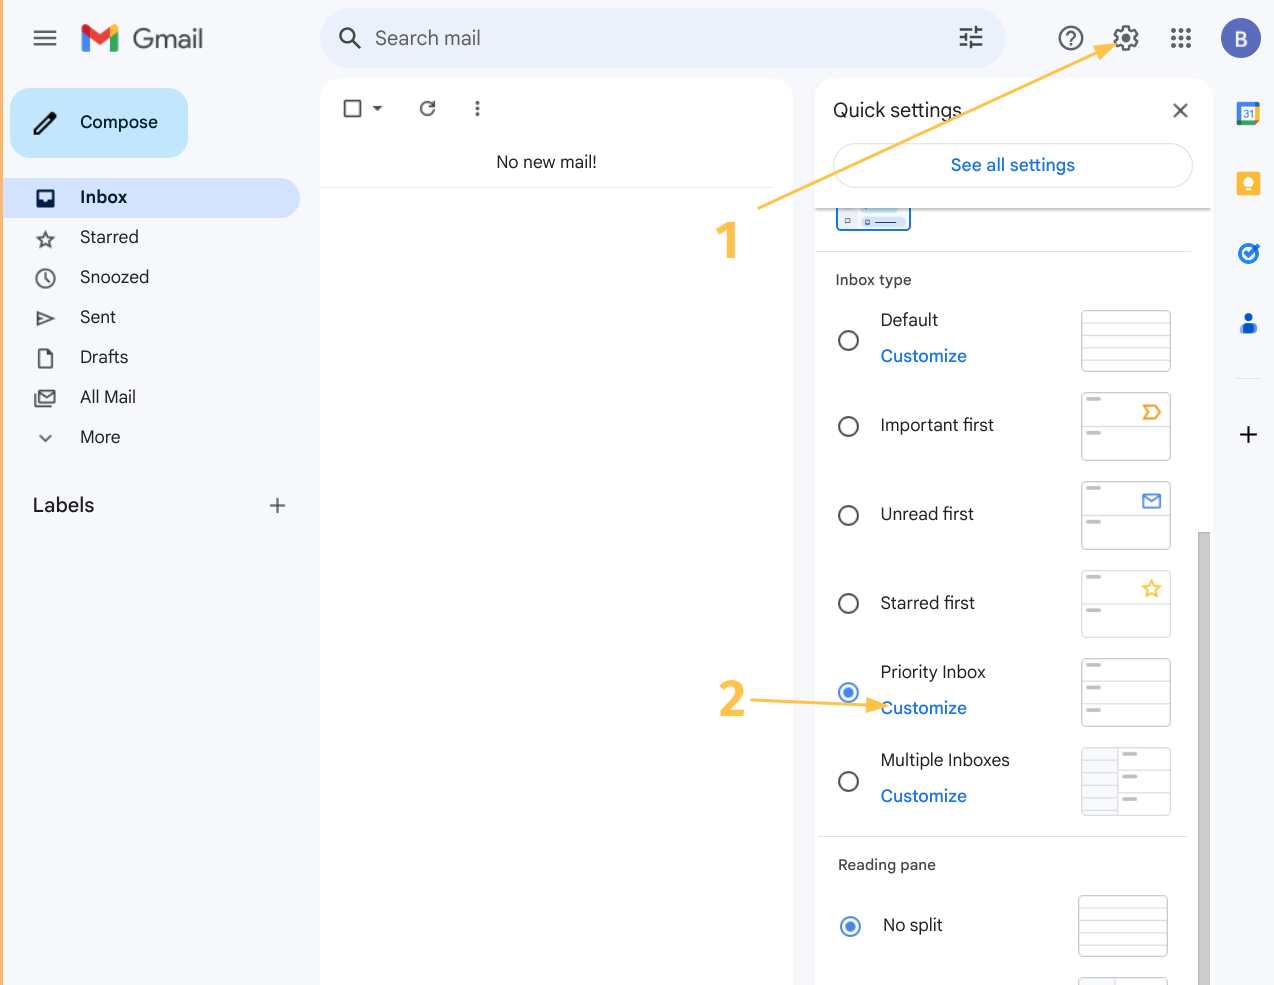 Gmail
Search mail
B
Compose
Quick settings
31
No new mail!
See all settings
Inbox
1
Starred
Snoozed
Inbox type
Sent
Default
Drafts
Customize
All Mail
Important first
More
Labels
Unread first
Starred first
Priority Inbox
2
Customize
Multiple Inboxes
Customize
Reading pane
No split